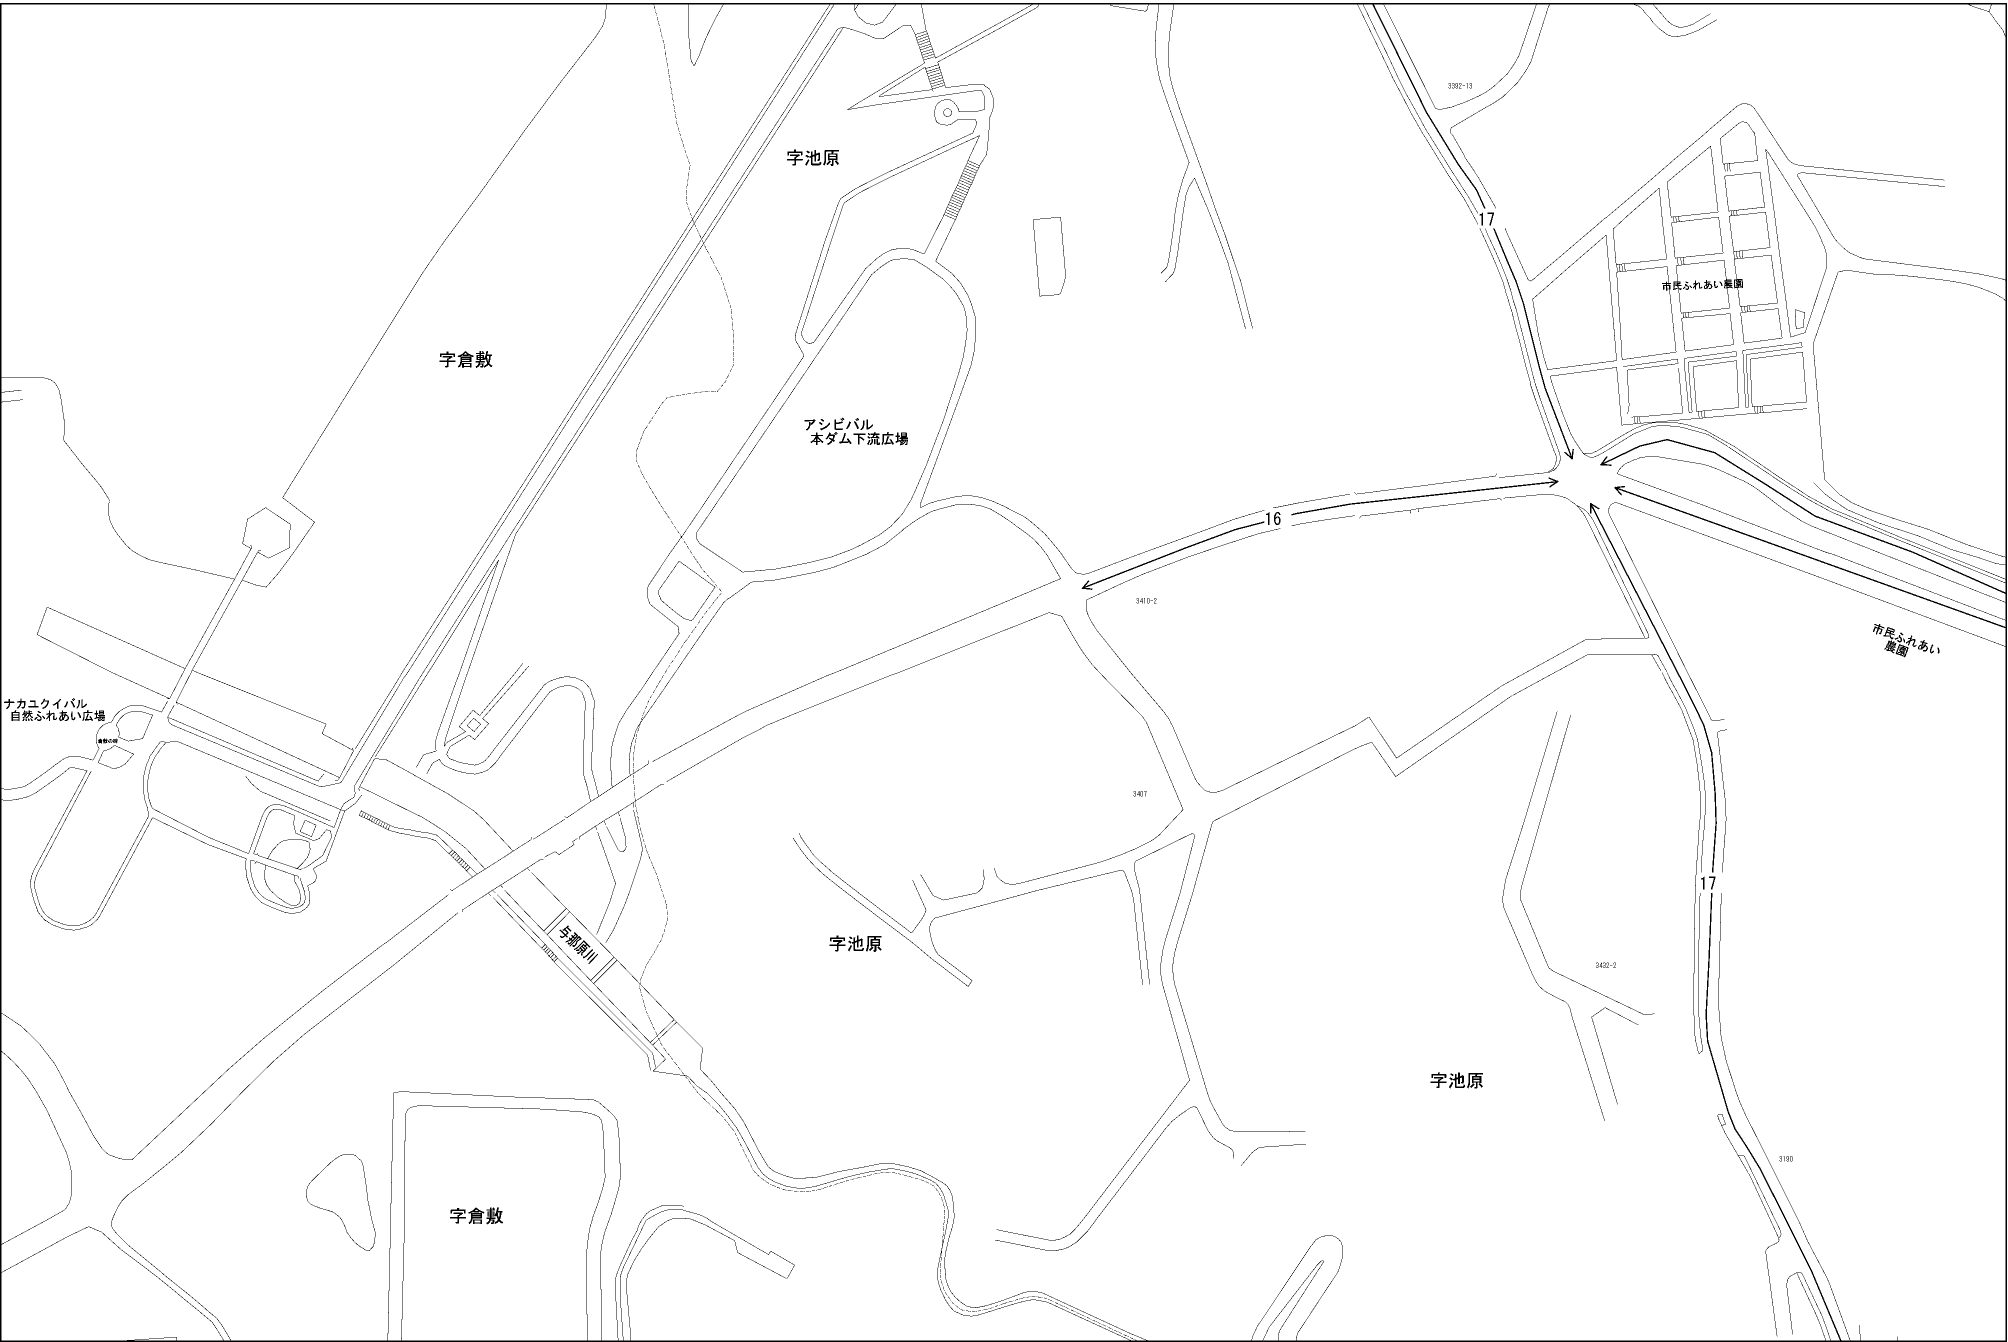 3392-13
字池原
17
市民ふれあい農園
字倉敷
アシビバル
本ダム下流広場
16
3410-2
市民ふれあい
農園
ナカユクイバル
自然ふれあい広場
3407
17
字池原
与那原川
3432-2
字池原
3190
字倉敷